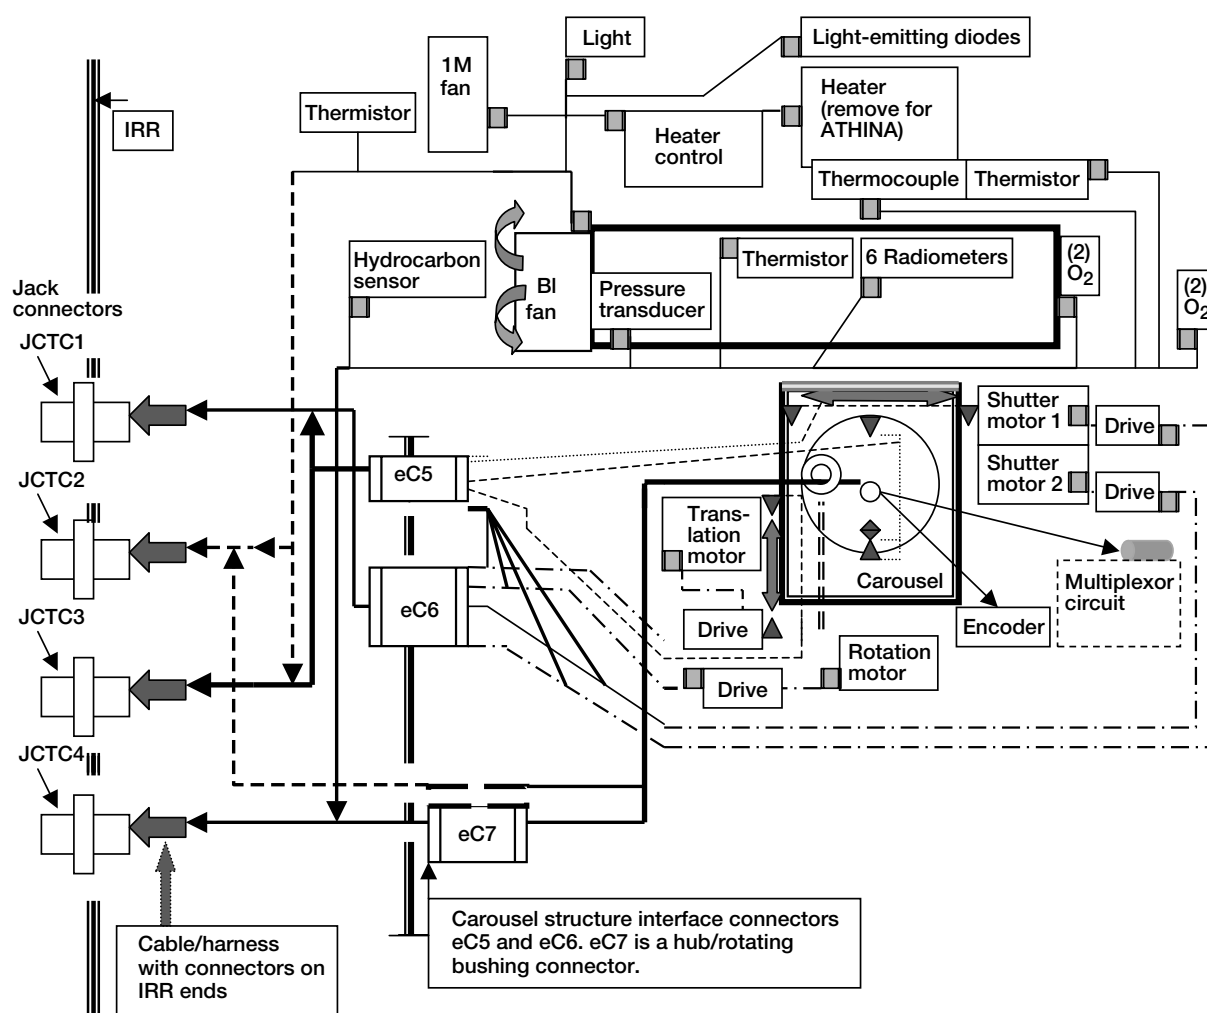 Light
Light-emitting diodes
1M
fan
Heater
(remove for
ATHINA)
Thermistor
IRR
Heater
control
Thermocouple
Thermistor
Hydrocarbon
sensor
BI
fan
Pressure
transducer
Thermistor
6 Radiometers
(2)
O2
(2)
O2
Jack
connectors
JCTC1
Shutter
motor 1
Drive
eC5
Shutter
motor 2
Drive
JCTC2
Trans-
lation
motor
Carousel
Multiplexor
circuit
eC6
JCTC3
Drive
Encoder
Rotation
motor
Drive
JCTC4
eC7
Carousel structure interface connectors
eC5 and eC6. eC7 is a hub/rotating
bushing connector.
Cable/harness
with connectors on
IRR ends